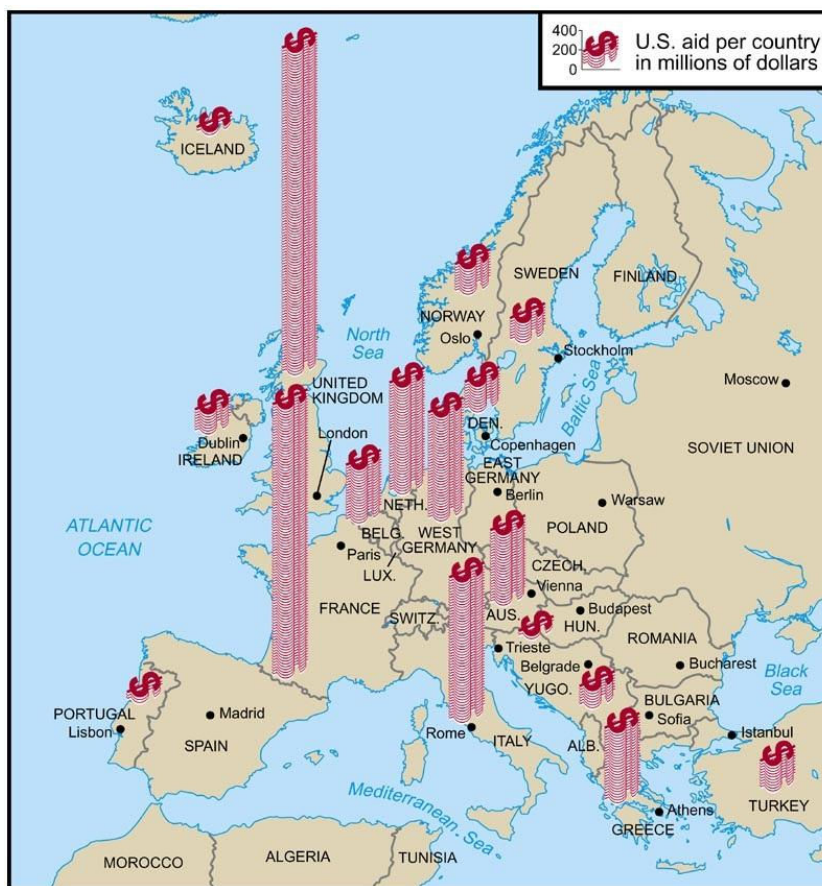 400
200
0
U.S. aid per country
in millions of dollars
$
$
$
ICELAND
$
SWEDEN
FINLAND
NORWAY
Oslo
$
North
Sea
Stockholm
Baltic Sea
Moscow
UNITED
KINGDOM
$
$
$
$
$
DEN.
Copenhagen
London
Dublin
IRELAND
SOVIET UNION
EAST
GERMANY
Berlin
$
NETH.
Warsaw
POLAND
ATLANTIC
OCEAN
BELG.
WEST
GERMANY
$
Paris
LUX.
CZECH.
Vienna
$
FRANCE
SWITZ.
AUS.
Budapest
HUN.
$
ROMANIA
Trieste
Belgrade
Bucharest
Black
Sea
YUGO.
$
$
PORTUGAL
Lisbon
Madrid
SPAIN
BULGARIA
Sofia
$
Rome
ITALY
ALB.
Istanbul
$
TURKEY
Mediterranean Sea
Athens
GREECE
MOROCCO
ALGERIA
TUNISIA